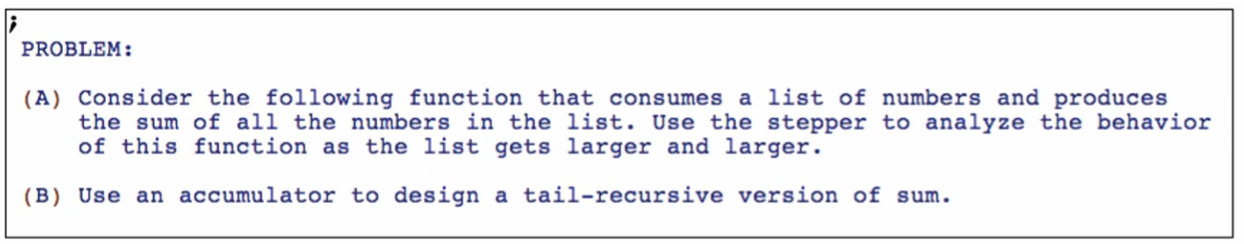 ;
PROBLEM:
(A) Consider the following function that consumes a list of numbers and produces
the sum of all the numbers in the list. Use the stepper to analyze the behavior
of this function as the list gets larger and larger.
(B) Use an accumulator to design a tail-recursive version of sum.